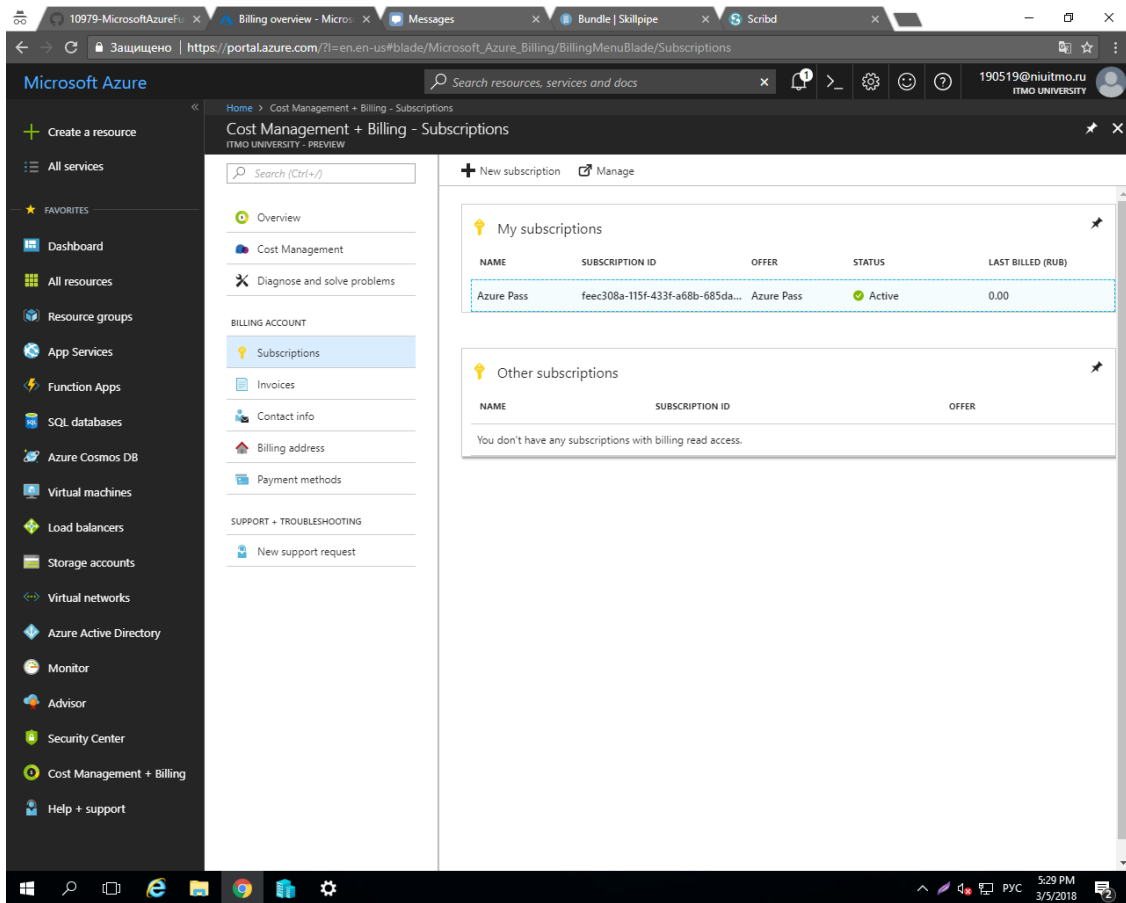 10979-MicrosoftAzureFu
Billing overview - Micros
Messages
Bundle | Skillpipe
Scribd
Защищено | https://portal.azure.com/?l=en.en-us#blade/Microsoft_Azure_Billing/BillingMenuBlade/Subscriptions
Microsoft Azure
Search resources, services and docs
1
190519@niuitmo.ru
ITMO UNIVERSITY
Home > Cost Management + Billing - Subscriptions
Cost Management + Billing - Subscriptions
ITMO UNIVERSITY - PREVIEW
Create a resource
All services
FAVORITES
Dashboard
All resources
Resource groups
App Services
Function Apps
SQL databases
Azure Cosmos DB
Virtual machines
Load balancers
Storage accounts
Virtual networks
Azure Active Directory
Monitor
Advisor
Security Center
Cost Management + Billing
Help + support
Search (Ctrl+/)
Overview
Cost Management
Diagnose and solve problems
BILLING ACCOUNT
Subscriptions
Invoices
Contact info
Billing address
Payment methods
SUPPORT + TROUBLESHOOTING
New support request
New subscription Manage
My subscriptions
NAME SUBSCRIPTION ID OFFER STATUS LAST BILLED (RUB)
Azure Pass feec308a-115f-433f-a68b-685da... Azure Pass Active 0.00
Other subscriptions
NAME SUBSCRIPTION ID OFFER
You don't have any subscriptions with billing read access.
РУС
5:29 PM
3/5/2018
2